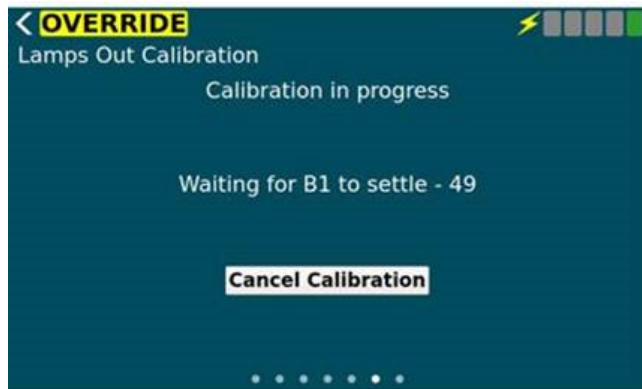 OVERRIDE
Lamps Out Calibration
Calibration in progress
Waiting for B1 to settle - 49
Cancel Calibration